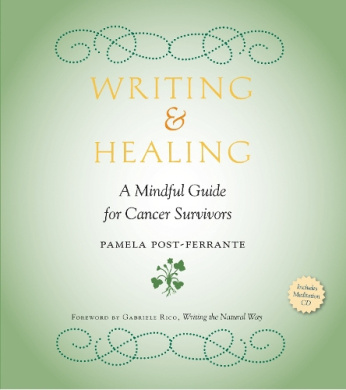 WRITING
&
HEALING
A Mindful Guide
for Cancer Survivors
PAMELA POST-FERRANTE
Includes
Meditation
CD
FOREWORD BY GABRIELE RICO, Writing the Natural Way